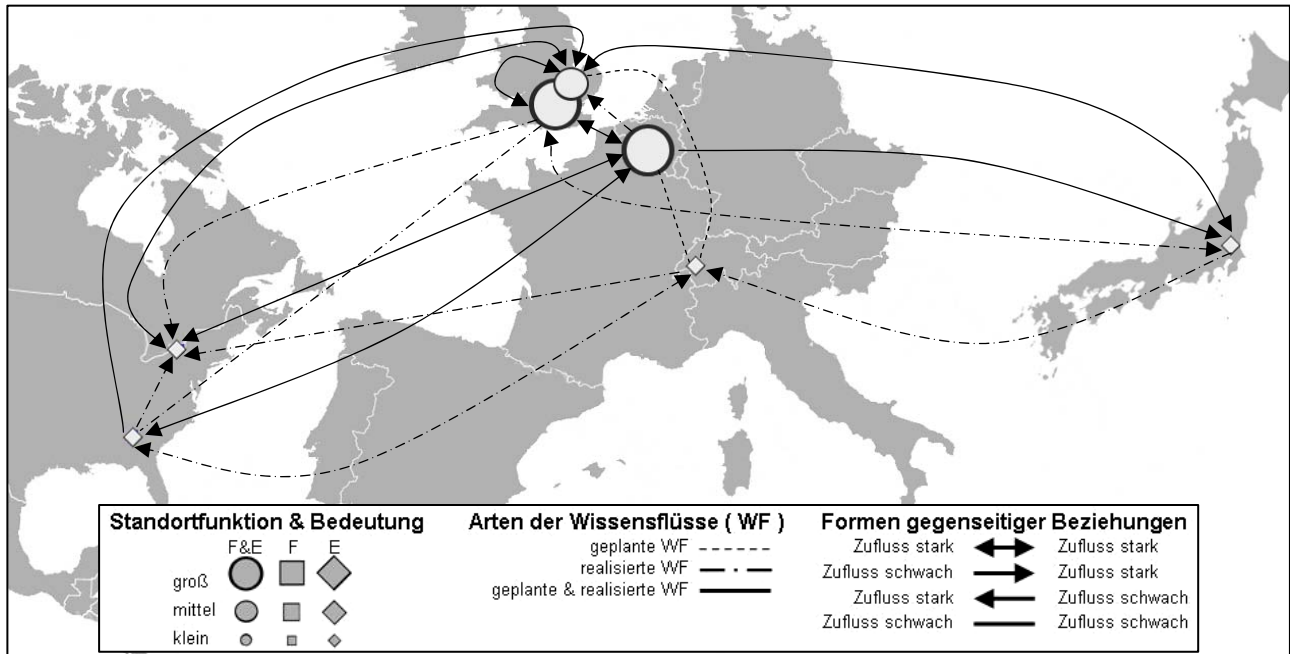 Standortfunktion & Bedeutung
F&E F E
groß
mittel
klein
Arten der Wissensflüsse ( WF )
geplante WF
realisierte WF
geplante & realisierte WF
Formen gegenseitiger Beziehungen
Zufluss stark Zufluss stark
Zufluss schwach Zufluss stark
Zufluss stark Zufluss schwach
Zufluss schwach Zufluss schwach